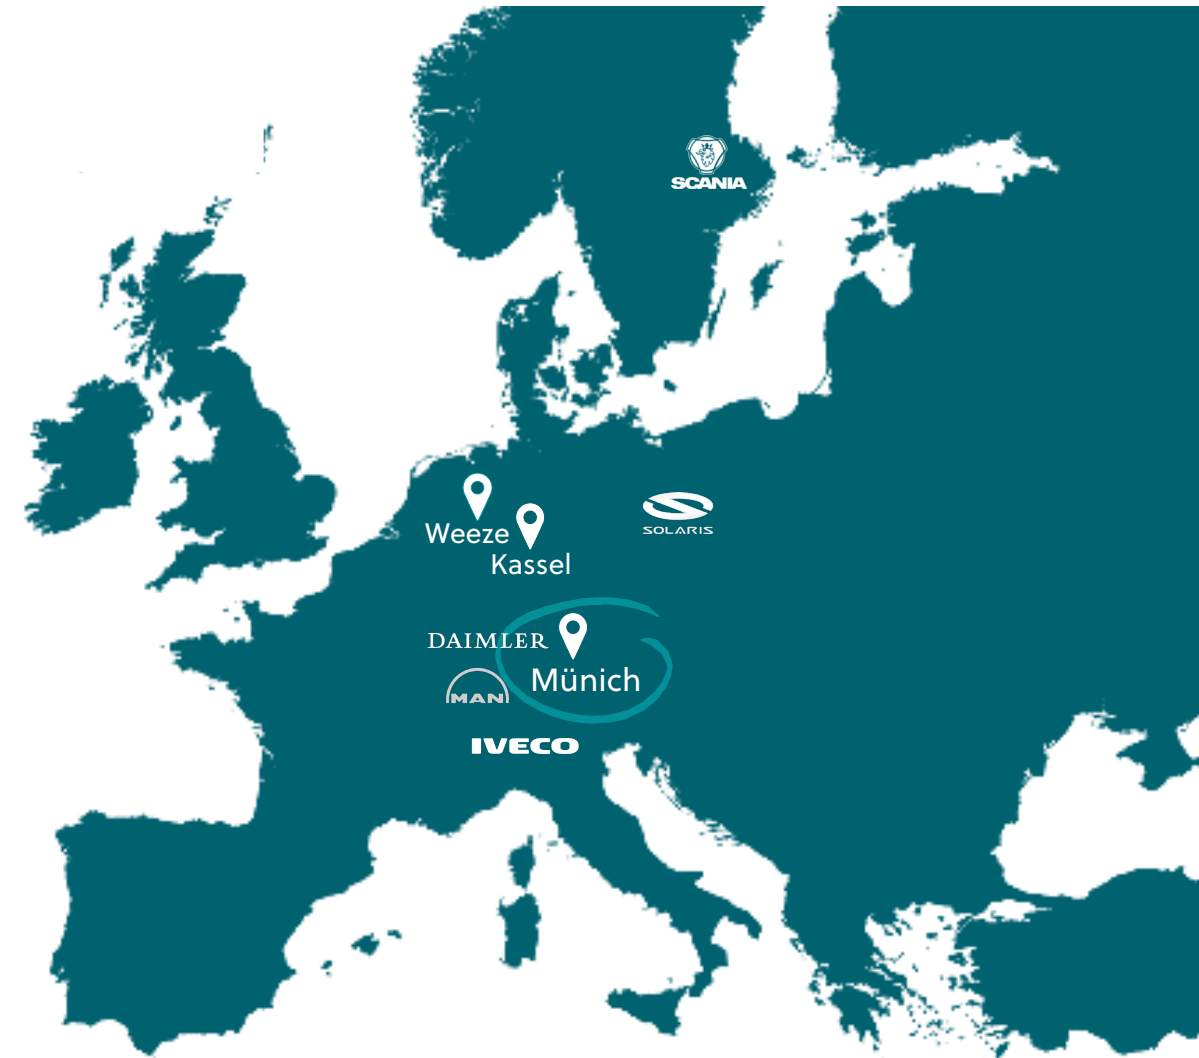 SCANIA
SOLARIS
Weeze
Kassel
DAIMLER
Münich
MAN
IVECO